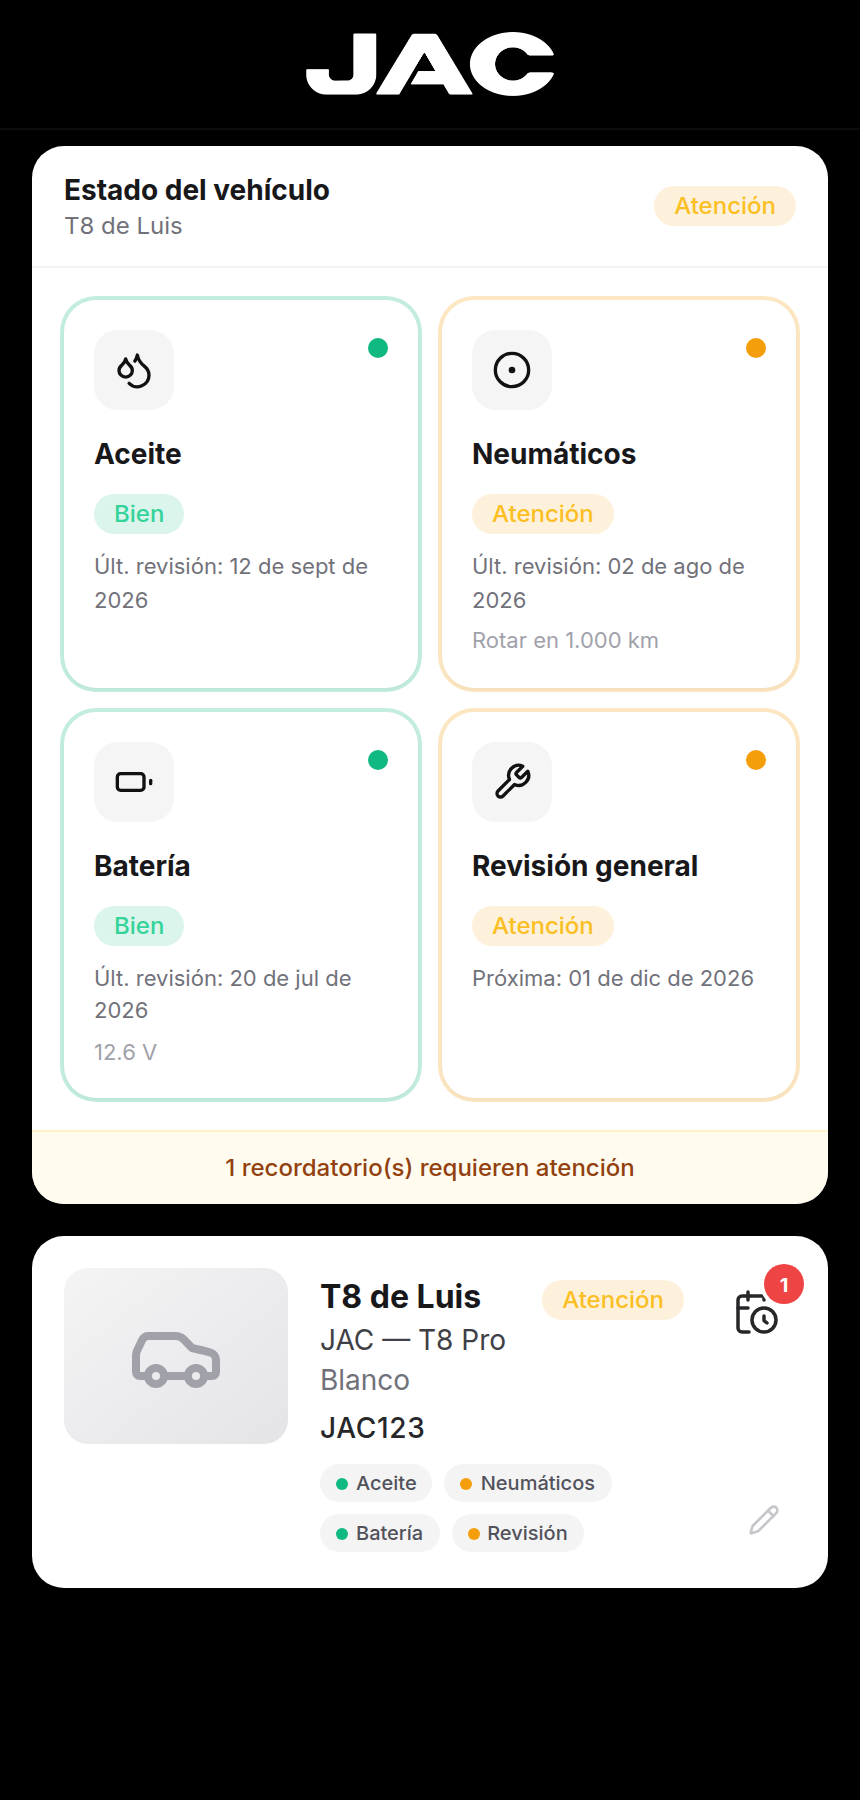 JAC
Estado del vehículo
T8 de Luis
Atención
Aceite
Bien
Últ. revisión: 12 de sept de
2026
Neumáticos
Atención
Últ. revisión: 02 de ago de
2026
Rotar en 1.000 km
Batería
Bien
Últ. revisión: 20 de jul de
2026
12.6 V
Revisión general
Atención
Próxima: 01 de dic de 2026
1 recordatorio(s) requieren atención
T8 de Luis
Atención
1
JAC — T8 Pro
Blanco
JAC123
Aceite
Neumáticos
Batería
Revisión